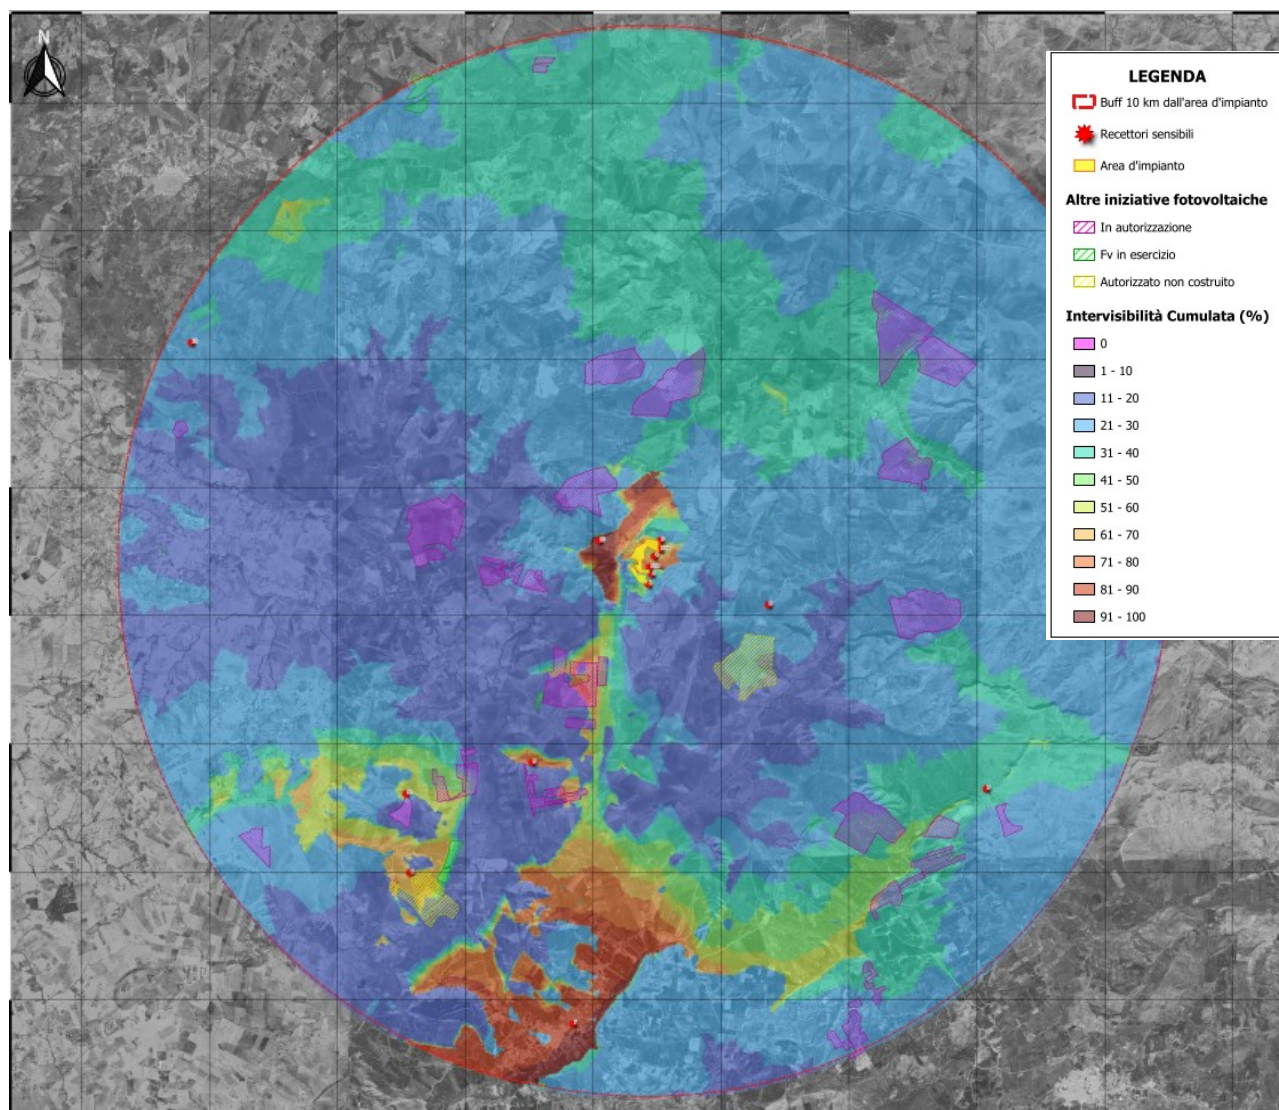 N
LEGENDA
Buff 10 km dall'area d'impianto
Recettori sensibili
Area d'impianto
Altre iniziative fotovoltaiche
In autorizzazione
Fv in esercizio
Autorizzato non costruito
Intervisibilità Cumulata (%)
0
1 - 10
11 - 20
21 - 30
31 - 40
41 - 50
51 - 60
61 - 70
71 - 80
81 - 90
91 - 100